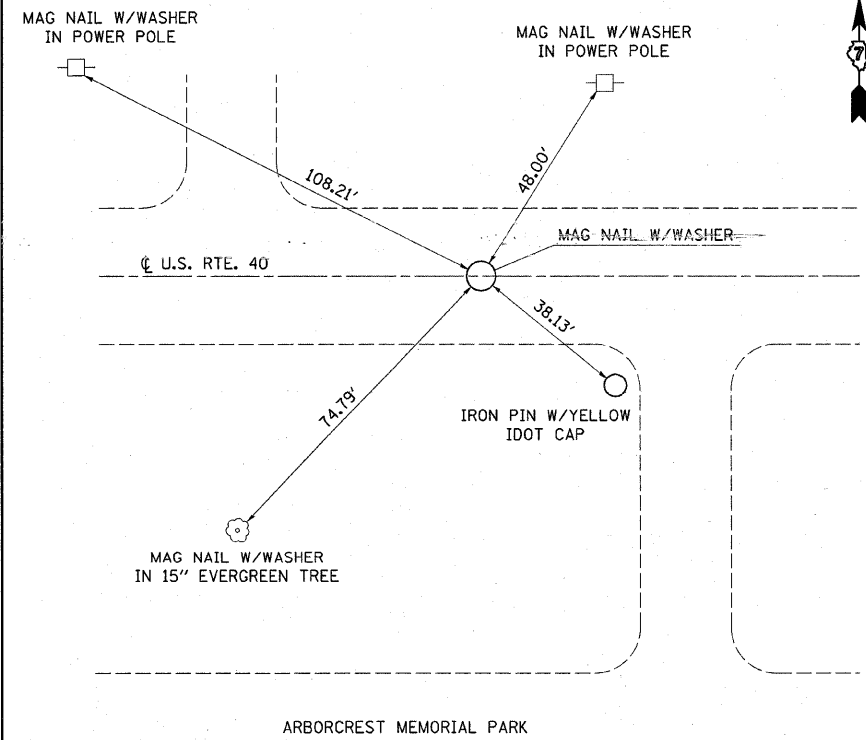 MAG NAIL W/WASHER
IN POWER POLE
MAG NAIL W/WASHER
IN POWER POLE
7
108.21'
48.00'
MAG NAIL W/WASHER
℄ U.S. RTE. 40
38.13'
74.79'
IRON PIN W/YELLOW
IDOT CAP
MAG NAIL W/WASHER
IN 15" EVERGREEN TREE
ARBORCREST MEMORIAL PARK